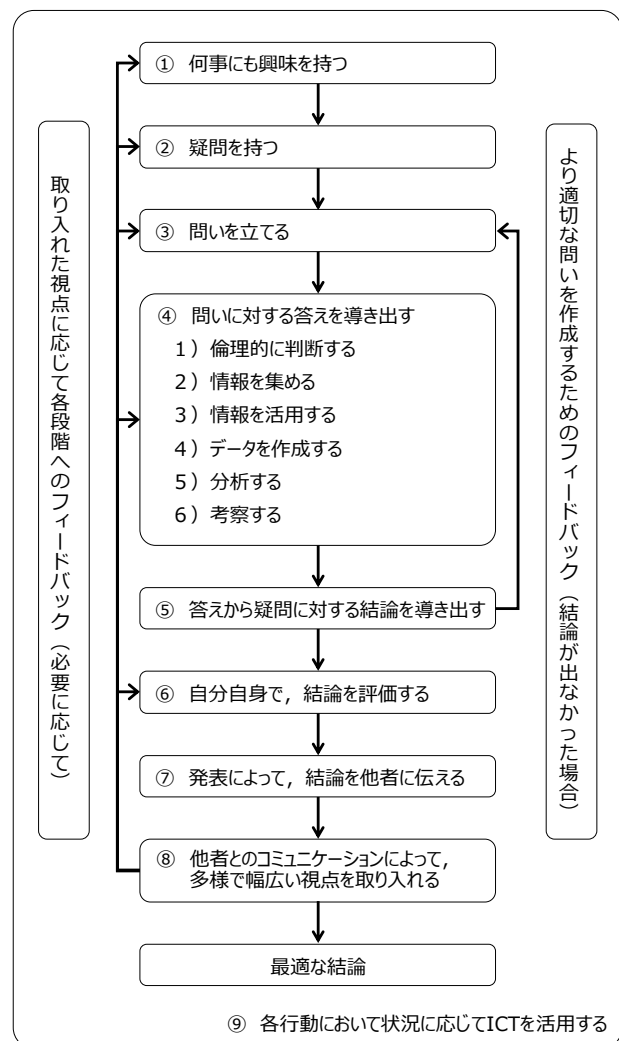 ① 何事にも興味を持つ
② 疑問を持つ
③ 問いを立てる
④ 問いに対する答えを導き出す
1）倫理的に判断する
2）情報を集める
3）情報を活用する
4）データを作成する
5）分析する
6）考察する
⑤ 答えから疑問に対する結論を導き出す
⑥ 自分自身で，結論を評価する
⑦ 発表によって，結論を他者に伝える
⑧ 他者とのコミュニケーションによって，
多様で幅広い視点を取り入れる
最適な結論
取り入れた視点に応じて各段階へのフィードバック（必要に応じて）
より適切な問いを作成するためのフィードバック（結論が出なかった場合）
⑨ 各行動において状況に応じてICTを活用する